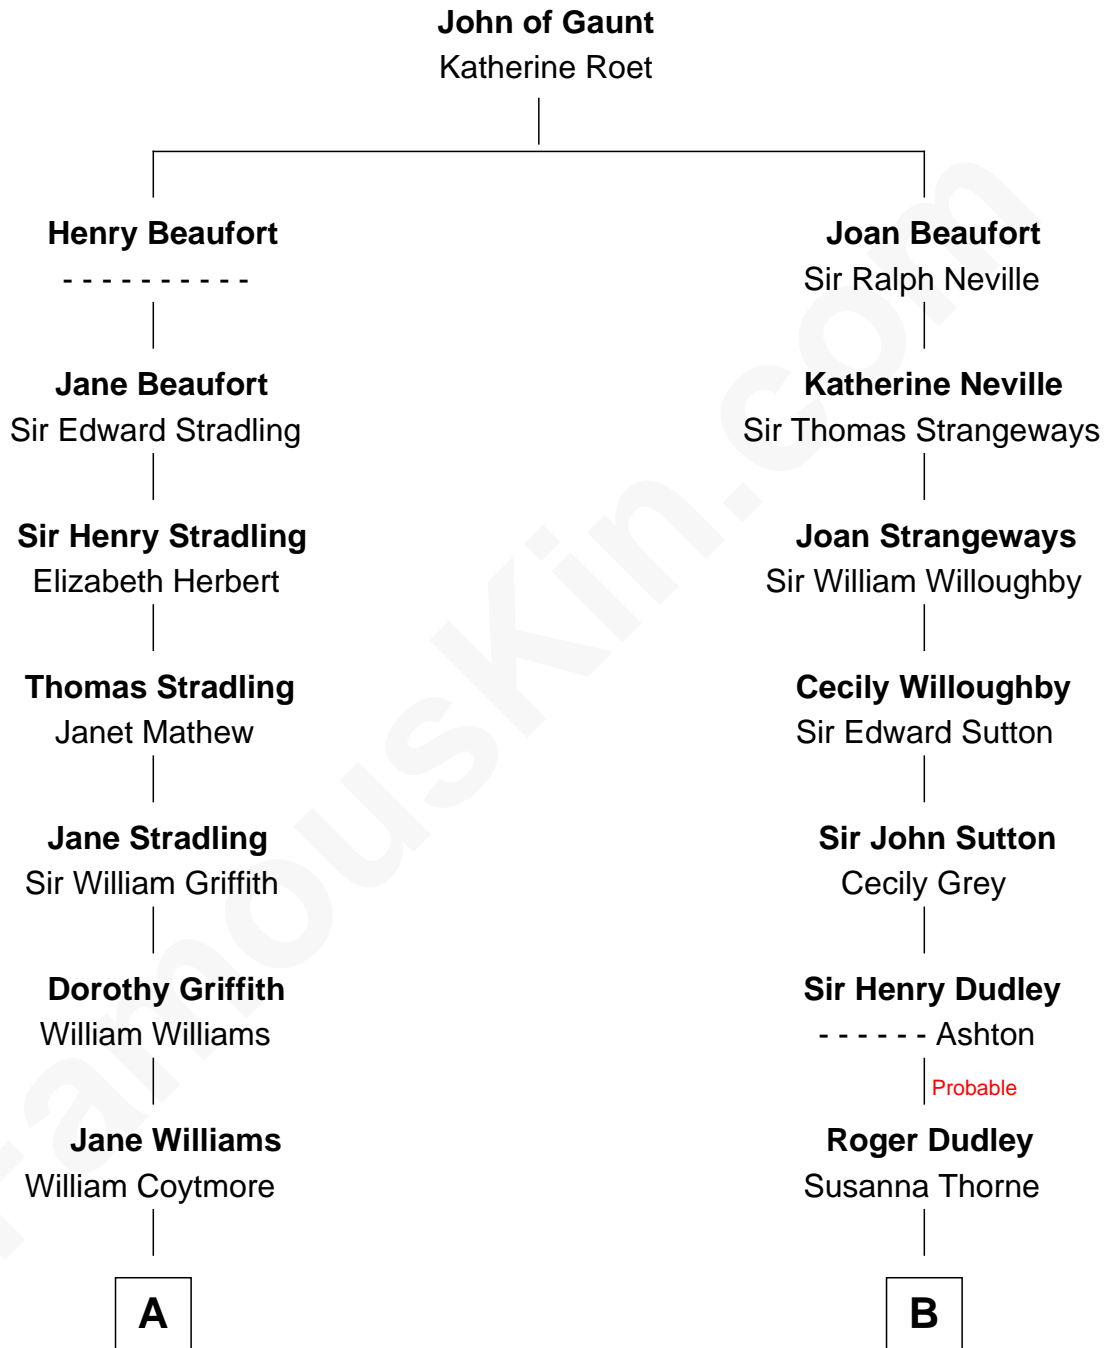 John of Gaunt
Katherine Roet
Henry Beaufort
- - - - - - - - - -
Joan Beaufort
Sir Ralph Neville
Jane Beaufort
Sir Edward Stradling
Katherine Neville
Sir Thomas Strangeways
Sir Henry Stradling
Elizabeth Herbert
Joan Strangeways
Sir William Willoughby
Thomas Stradling
Janet Mathew
Cecily Willoughby
Sir Edward Sutton
Jane Stradling
Sir William Griffith
Sir John Sutton
Cecily Grey
Dorothy Griffith
William Williams
Sir Henry Dudley
- - - - - - Ashton
Probable
Jane Williams
William Coytmore
Roger Dudley
Susanna Thorne
A
B
FamousKin.com